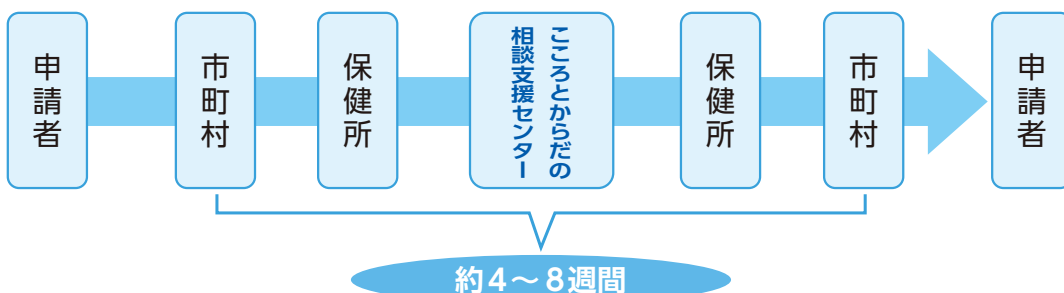 申請者
市町村
保健所
こころとからだの
相談支援センター
保健所
市町村
申請者
約4〜8週間